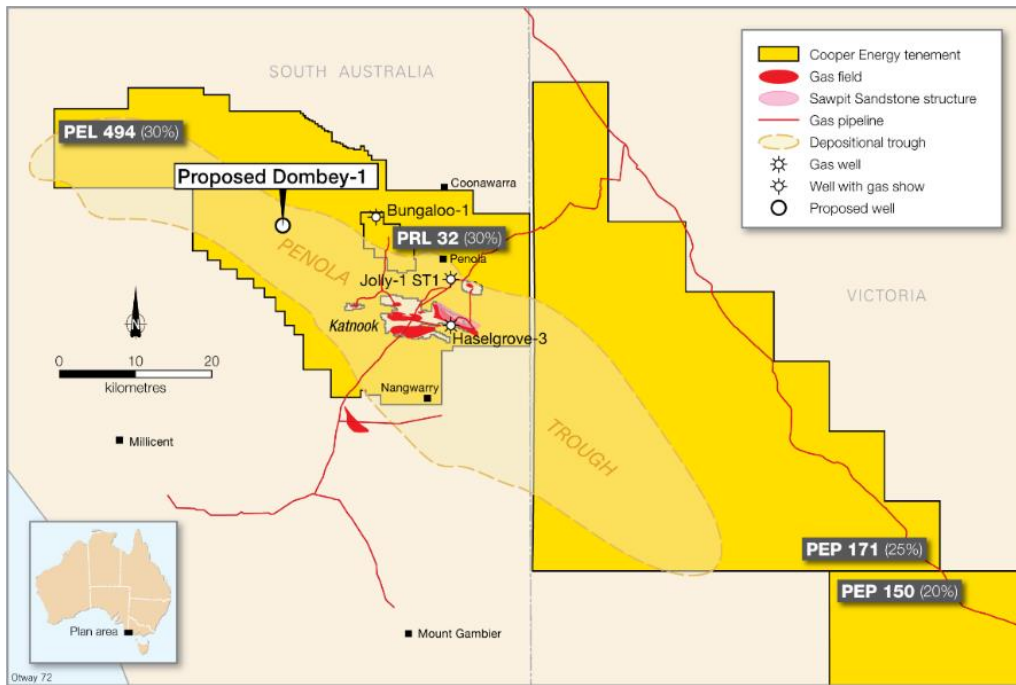 SOUTH AUSTRALIA
PEL 494 (30%)
Proposed Dombey-1
Coonawarra
Bungaloo-1
PRL 32 (30%)
PENOLA
Penola
Jolly-1 ST1
Katnook
Haselgrove-3
N
0 10 20
kilometres
Nangwarry
Millicent
TROUGH
VICTORIA
PEP 171 (25%)
PEP 150 (20%)
Mount Gambier
Plan area
Otway 72
Cooper Energy tenement
Gas field
Sawpit Sandstone structure
Gas pipeline
Depositional trough
Gas well
Well with gas show
Proposed well